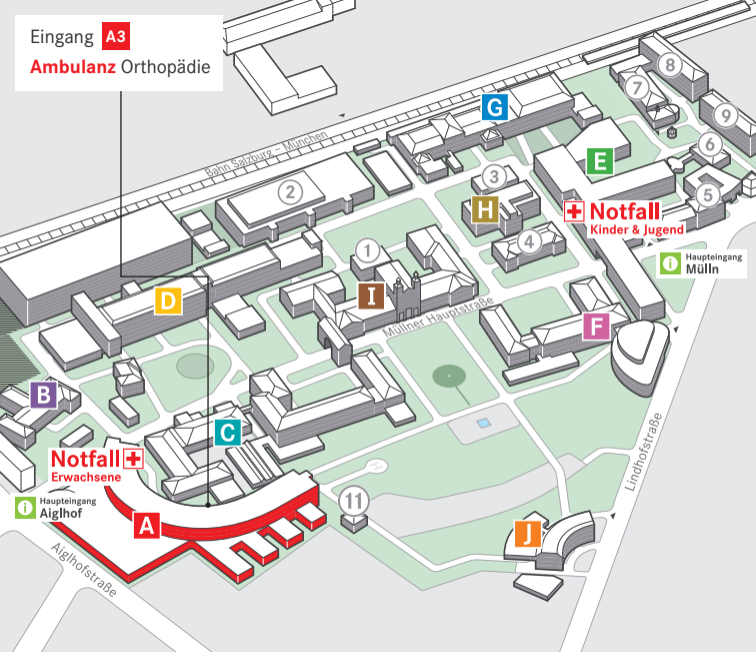 Eingang A3
Ambulanz Orthopädie
Bahn Salzburg – München
8
7
9
G
6
E
2
3
5
H
Notfall
Kinder & Jugend
4
1
i Haupteingang
Mülln
D
I
Müllner Hauptstraße
F
B
C
Lindhofstraße
Notfall
Erwachsene
H
i Haupteingang
Aiglhof
11
A
J
Aiglhofstraße